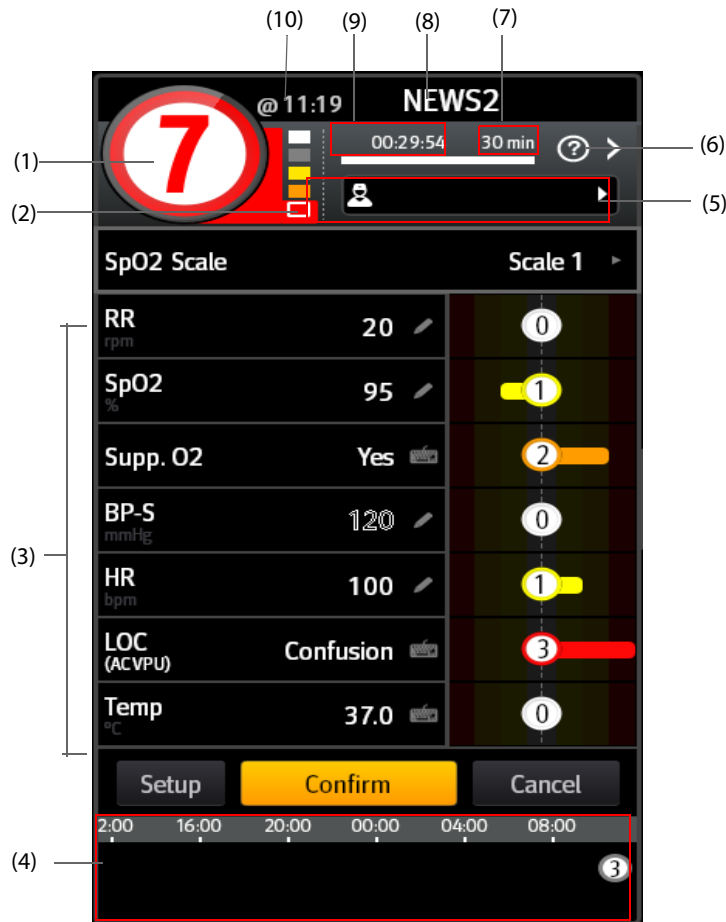 (10) (9) (8) (7)
@ 11:19 NEWS2
7 00:29:54 30 min ?
(1) (6)
(2) (5)
SpO2 Scale Scale 1
RR 20 0
rpm
SpO2 95 1
%
Supp. O2 Yes 2
BP-S 120 0
mmHg
(3)
HR 100 1
bpm
LOC Confusion 3
(ACVPU)
Temp 37.0 0
°C
Setup Confirm Cancel
2:00 16:00 20:00 00:00 04:00 08:00
(4) 3